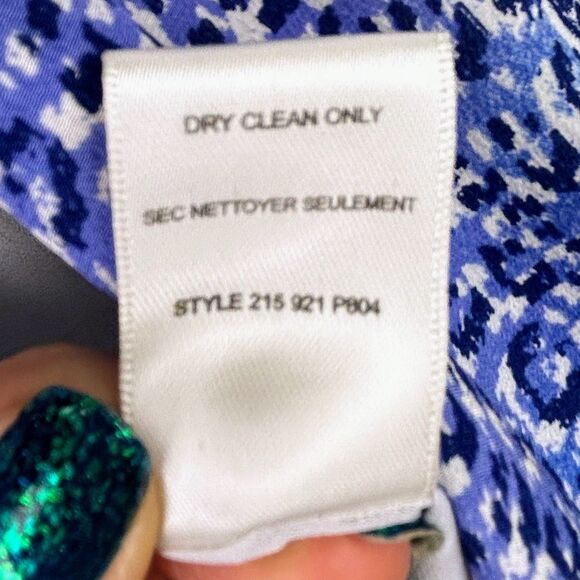 DRY CLEAN ONLY
SEC NETTOYER SEULEMENT
STYLE 215 921 P804